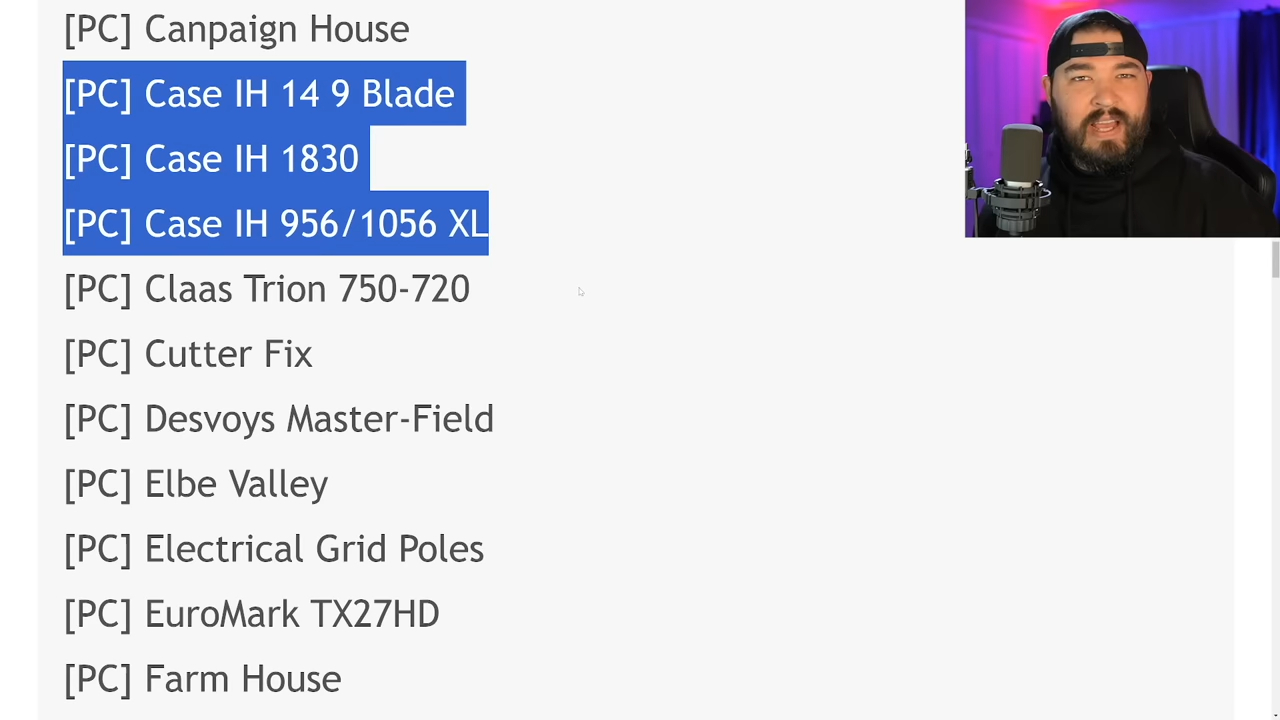 [PC] Canpaign House
[PC] Case IH 14 9 Blade
[PC] Case IH 1830
[PC] Case IH 956/1056 XL
[PC] Claas Trion 750-720
[PC] Cutter Fix
[PC] Desvoys Master-Field
[PC] Elbe Valley
[PC] Electrical Grid Poles
[PC] EuroMark TX27HD
[PC] Farm House